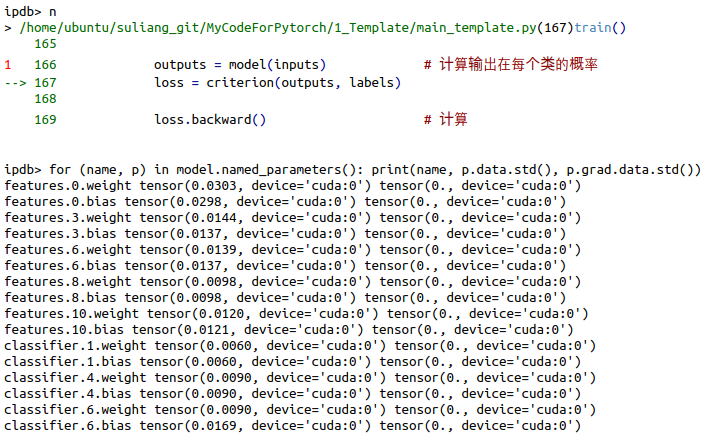 ipdb> n
> /home/ubuntu/suliang_git/MyCodeForPytorch/1_Template/main_template.py(167)train()
165
1 166 outputs = model(inputs) # 计算输出在每个类的概率
--> 167 loss = criterion(outputs, labels)
168
169 loss.backward() # 计算
ipdb> for (name, p) in model.named_parameters(): print(name, p.data.std(), p.grad.data.std())
features.0.weight tensor(0.0303, device='cuda:0') tensor(0., device='cuda:0')
features.0.bias tensor(0.0298, device='cuda:0') tensor(0., device='cuda:0')
features.3.weight tensor(0.0144, device='cuda:0') tensor(0., device='cuda:0')
features.3.bias tensor(0.0137, device='cuda:0') tensor(0., device='cuda:0')
features.6.weight tensor(0.0139, device='cuda:0') tensor(0., device='cuda:0')
features.6.bias tensor(0.0137, device='cuda:0') tensor(0., device='cuda:0')
features.8.weight tensor(0.0098, device='cuda:0') tensor(0., device='cuda:0')
features.8.bias tensor(0.0098, device='cuda:0') tensor(0., device='cuda:0')
features.10.weight tensor(0.0120, device='cuda:0') tensor(0., device='cuda:0')
features.10.bias tensor(0.0121, device='cuda:0') tensor(0., device='cuda:0')
classifier.1.weight tensor(0.0060, device='cuda:0') tensor(0., device='cuda:0')
classifier.1.bias tensor(0.0060, device='cuda:0') tensor(0., device='cuda:0')
classifier.4.weight tensor(0.0090, device='cuda:0') tensor(0., device='cuda:0')
classifier.4.bias tensor(0.0090, device='cuda:0') tensor(0., device='cuda:0')
classifier.6.weight tensor(0.0090, device='cuda:0') tensor(0., device='cuda:0')
classifier.6.bias tensor(0.0169, device='cuda:0') tensor(0., device='cuda:0')